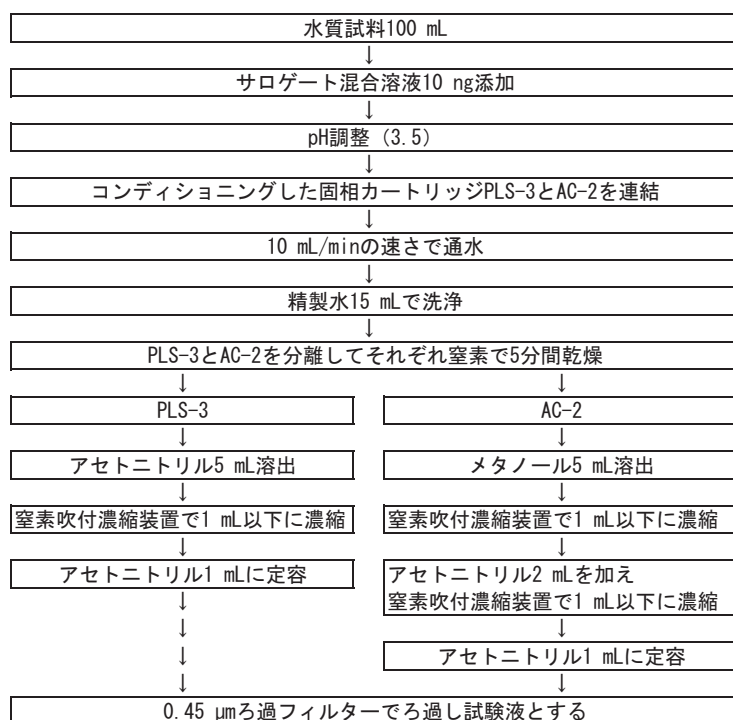 水質試料100 mL
↓
サロゲート混合溶液10 ng添加
↓
pH調整（3.5）
↓
コンディショニングした固相カートリッジPLS-3とAC-2を連結
↓
10 mL/minの速さで通水
↓
精製水15 mLで洗浄
↓
PLS-3とAC-2を分離してそれぞれ窒素で5分間乾燥
↓ ↓
PLS-3 AC-2
↓ ↓
アセトニトリル5 mL溶出 メタノール5 mL溶出
↓ ↓
窒素吹付濃縮装置で1 mL以下に濃縮 窒素吹付濃縮装置で1 mL以下に濃縮
↓ ↓
アセトニトリル1 mLに定容 アセトニトリル2 mLを加え
↓ 窒素吹付濃縮装置で1 mL以下に濃縮
↓ ↓
↓ アセトニトリル1 mLに定容
↓ ↓
0.45 μmろ過フィルターでろ過し試験液とする